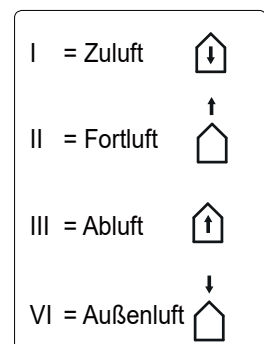 I = Zuluft
II = Fortluft
III = Abluft
VI = Außenluft